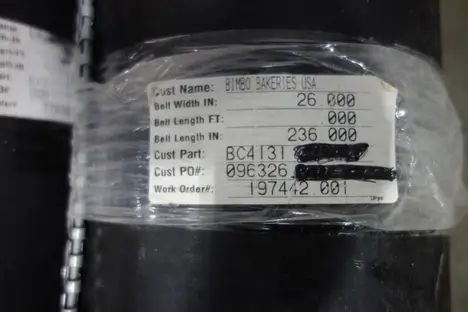 Cust Name: BIMBO BAKERIES USA
Belt Width IN: 26 000
Belt Length FT: 000
Belt Length IN: 236 000
Cust Part: BC4131
Cust PO#: 096326
Work Order#: 197442 001